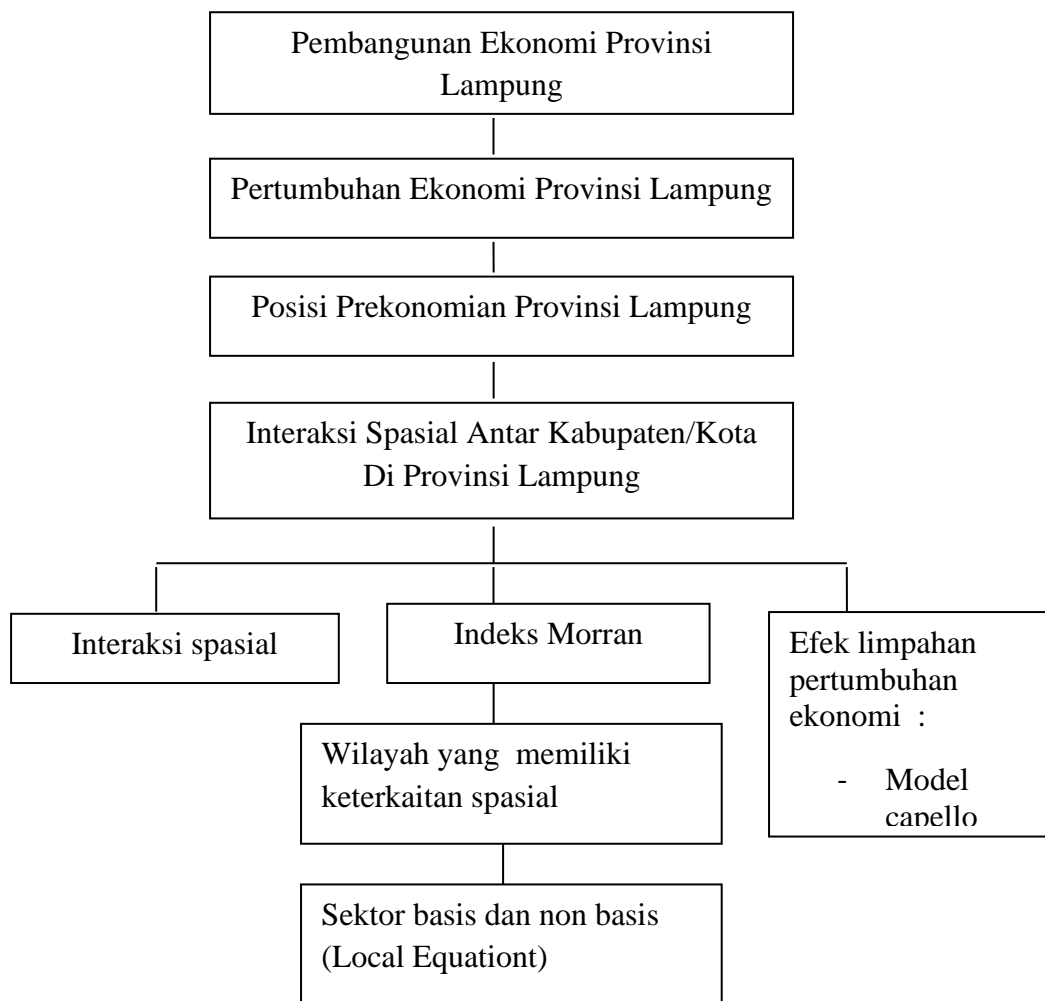 Pembangunan Ekonomi Provinsi
Lampung
Pertumbuhan Ekonomi Provinsi Lampung
Posisi Prekonomian Provinsi Lampung
Interaksi Spasial Antar Kabupaten/Kota
Di Provinsi Lampung
Interaksi spasial
Indeks Morran
Efek limpahan
pertumbuhan
ekonomi :
- Model
capello
Wilayah yang memiliki
keterkaitan spasial
Sektor basis dan non basis
(Local Equationt)